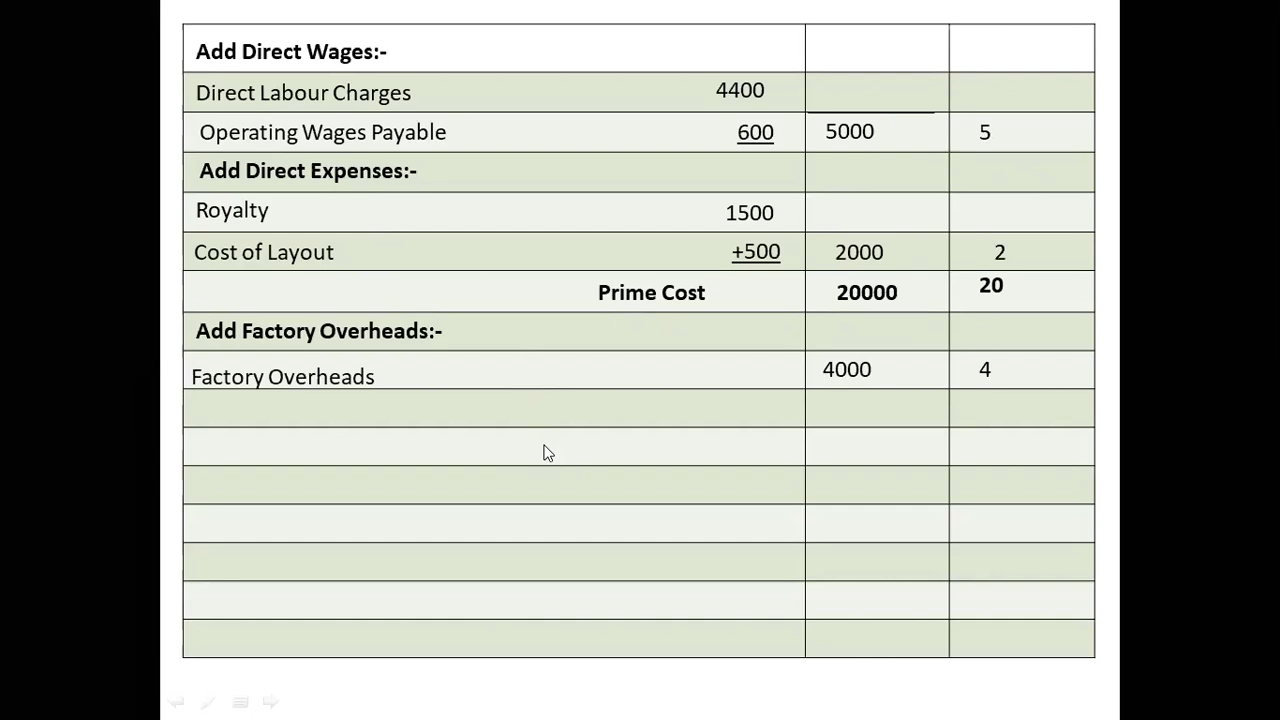 Add Direct Wages:-
Direct Labour Charges 4400
Operating Wages Payable 600 5000 5
Add Direct Expenses:-
Royalty 1500
Cost of Layout +500 2000 2
Prime Cost 20000 20
Add Factory Overheads:-
Factory Overheads 4000 4